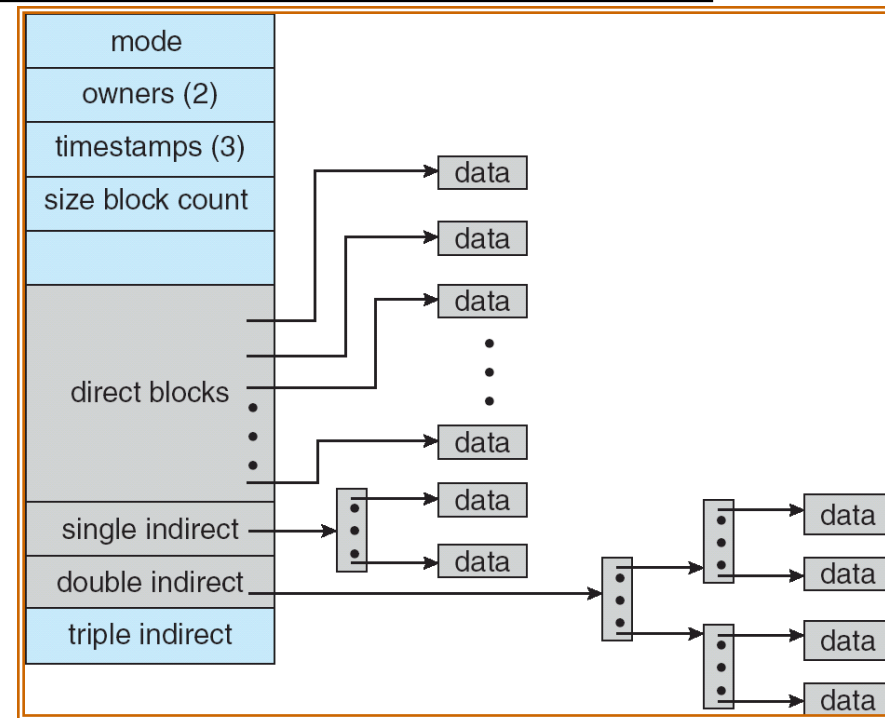 mode
owners (2)
timestamps (3)
size block count
direct blocks
single indirect
double indirect
triple indirect
data
data
data
data
data
data
data
data
data
data